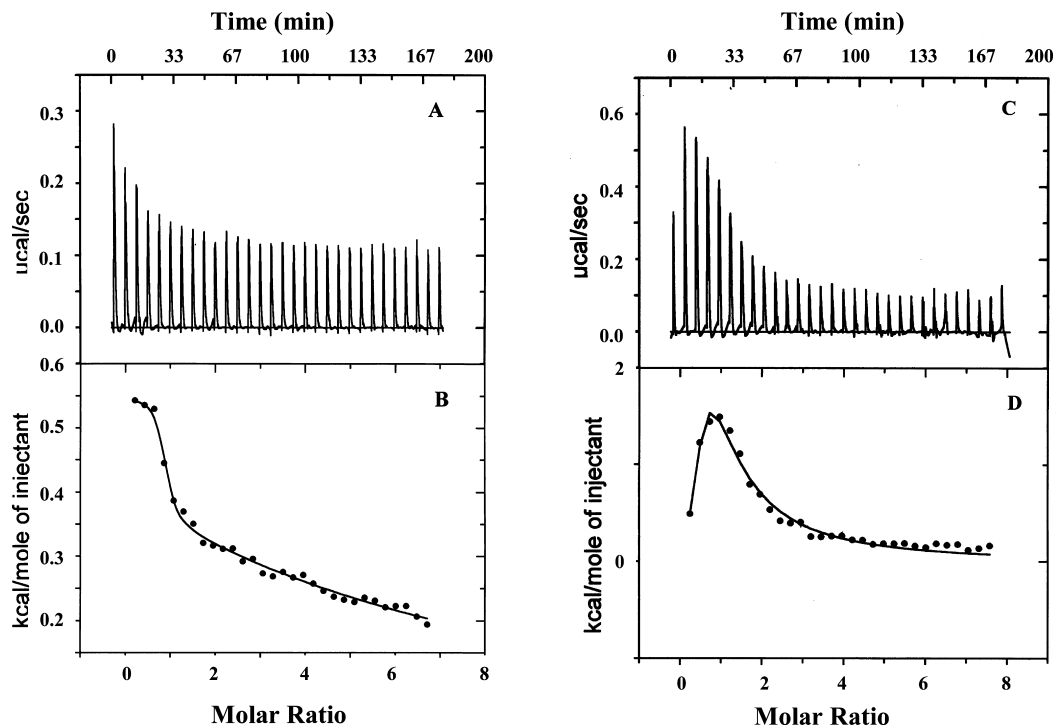 Time (min)
0 33 67 100 133 167 200
A
0.3
0.2
0.1
0.0
ucal/sec
0.6
B
0.5
0.4
0.3
0.2
kcal/mole of iniectant
0 2 4 6 8
Molar Ratio
Time (min)
0 33 67 100 133 167 200
C
0.6
0.4
0.2
0.0
µcal/sec
2
D
0
kcal/mole of injectant
0 2 4 6 8
Molar Ratio